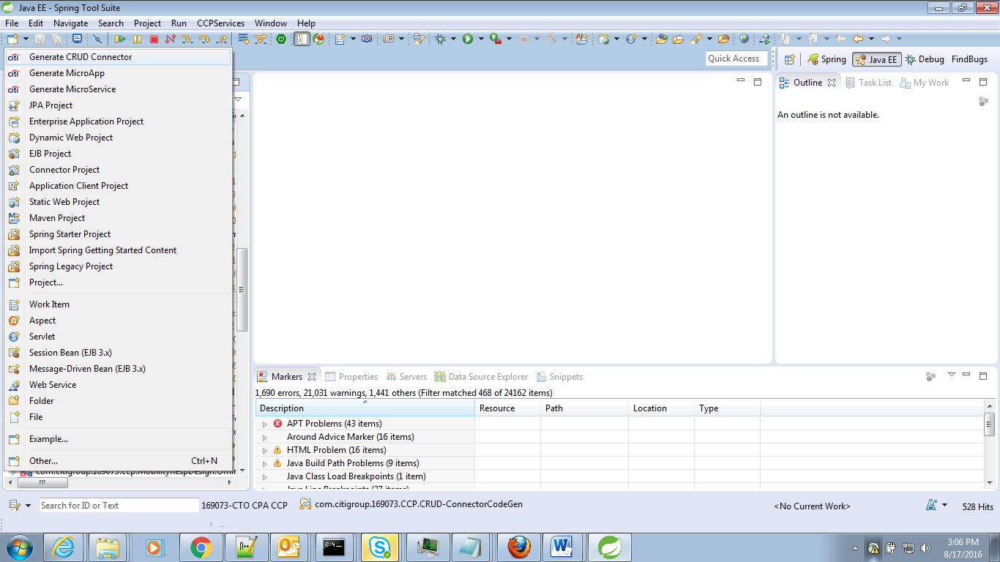 Java EE - Spring Tool Suite
File Edit Navigate Search Project Run CCPServices Window Help
Quick Access
Spring Java EE Debug FindBugs
citi Generate CRUD Connector
citi Generate MicroApp
citi Generate MicroService
JPA Project
Enterprise Application Project
Dynamic Web Project
EJB Project
Connector Project
Application Client Project
Static Web Project
Maven Project
Spring Starter Project
Import Spring Getting Started Content
Spring Legacy Project
Project...
Work Item
Aspect
Servlet
Session Bean (EJB 3.x)
Message-Driven Bean (EJB 3.x)
Web Service
Folder
File
Example...
Other... Ctrl+N
Outline Task List My Work
An outline is not available.
Markers Properties Servers Data Source Explorer Snippets
1,690 errors, 21,031 warnings, 1,441 others (Filter matched 468 of 24162 items)
Description Resource Path Location Type
APT Problems (43 items)
Around Advice Marker (16 items)
HTML Problem (16 items)
Java Build Path Problems (9 items)
Java Class Load Breakpoints (1 item)
Java Line Breakpoints (27 items)
Search for ID or Text
169073-CTO CPA CCP
com.citigroup.169073.CCP.CRUD-ConnectorCodeGen
<No Current Work>
528 Hits
3:06 PM
8/17/2016